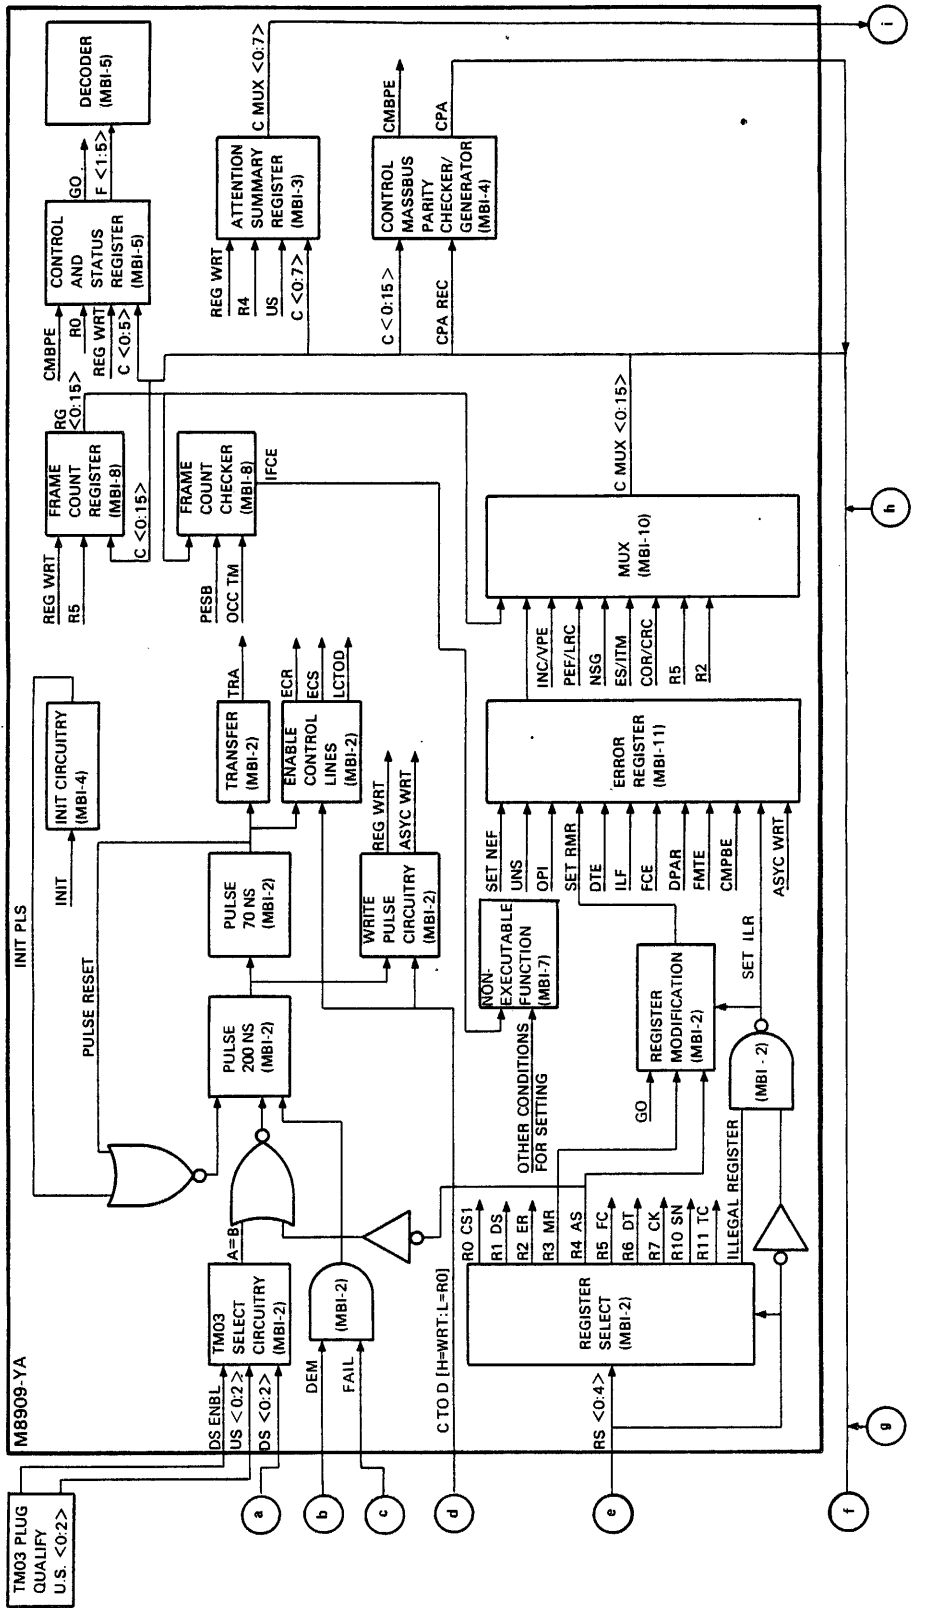 M8909-YA
TM03 PLUG
QUALIFY
U.S. <0:2>
DS ENBL
US <0:2>
DS <0:2>
a
b
c
d
e
f
g
h
i
TM03
SELECT
CIRCUITRY
(MBI-2)
A=B
DEM
FAIL
(MBI-2)
C TO D [H=WRT: L=R0]
RS <0:4>
REGISTER
SELECT
(MBI-2)
R0 CS1
R1 DS
R2 ER
R3 MR
R4 AS
R5 FC
R6 DT
R7 CK
R10 SN
R11 TC
ILLEGAL REGISTER
(MBI - 2)
SET ILR
GO
REGISTER
MODIFICATION
(MBI-2)
OTHER CONDITIONS
FOR SETTING
NON-
EXECUTABLE
FUNCTION
(MBI-7)
INIT PLS
PULSE RESET
PULSE
200 NS
(MBI-2)
PULSE
70 NS
(MBI-2)
WRITE
PULSE
CIRCUITRY
(MBI-2)
REG WRT
ASYC WRT
INIT
INIT CIRCUITRY
(MBI-4)
TRANSFER
(MBI-2)
TRA
ENABLE
CONTROL
LINES
(MBI-2)
ECR
ECS
LCTOD
SET NEF
UNS
OPI
SET RMR
DTE
ILF
FCE
DPAR
FMTE
CMPBE
ASYC WRT
ERROR
REGISTER
(MBI-11)
INC/VPE
PEF/LRC
NSG
ES/ITM
COR/CRC
R5
R2
MUX
(MBI-10)
C MUX <0:15>
REG WRT
R5
C <0:15>
FRAME
COUNT
REGISTER
(MBI-8)
RG
<0:15>
PESB
OCC TM
FRAME
COUNT
CHECKER
(MBI-8)
IFCE
CMBPE
R0
REG WRT
C <0:5>
CONTROL
AND
STATUS
REGISTER
(MBI-5)
GO
F <1:5>
DECODER
(MBI-5)
REG WRT
R4
US
C <0:7>
ATTENTION
SUMMARY
REGISTER
(MBI-3)
C MUX <0:7>
C <0:15>
CPA REC
CONTROL
MASSBUS
PARITY
CHECKER/
GENERATOR
(MBI-4)
CMBPE
CPA